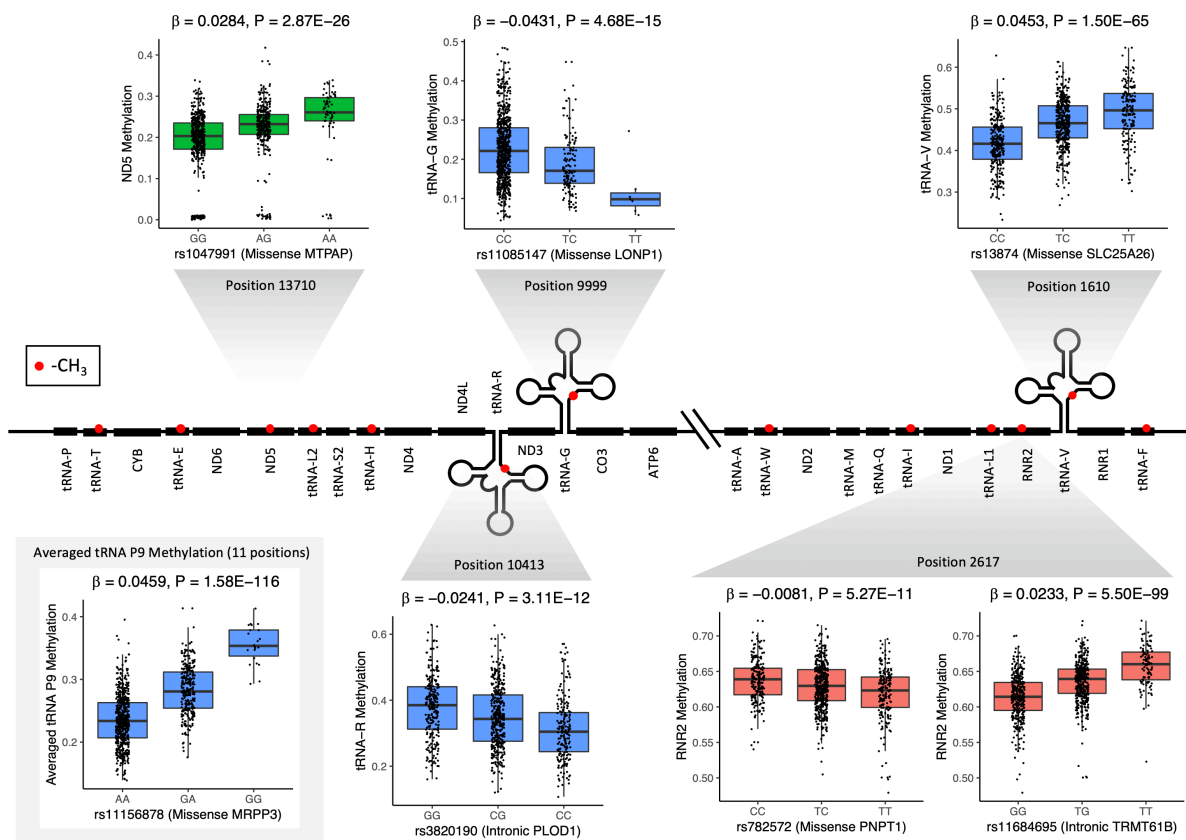 β = 0.0284, P = 2.87E−26
ND5 Methylation
0.4
0.3
0.2
0.1
0.0
GG AG AA
rs1047991 (Missense MTPAP)
Position 13710
β = −0.0431, P = 4.68E−15
tRNA−G Methylation
0.5
0.4
0.3
0.2
0.1
CC TC TT
rs11085147 (Missense LONP1)
Position 9999
β = 0.0453, P = 1.50E−65
tRNA−V Methylation
0.6
0.5
0.4
0.3
CC TC TT
rs13874 (Missense SLC25A26)
Position 1610
-CH3
tRNA-P
tRNA-T
CYB
tRNA-E
ND6
ND5
tRNA-L2
tRNA-S2
tRNA-H
ND4
ND4L
tRNA-R
ND3
tRNA-G
CO3
ATP6
tRNA-A
tRNA-W
ND2
tRNA-M
tRNA-Q
tRNA-I
ND1
tRNA-L1
RNR2
tRNA-V
RNR1
tRNA-F
Averaged tRNA P9 Methylation (11 positions)
β = 0.0459, P = 1.58E−116
Averaged tRNA P9 Methylation
0.4
0.3
0.2
AA GA GG
rs11156878 (Missense MRPP3)
Position 10413
β = −0.0241, P = 3.11E−12
tRNA−R Methylation
0.6
0.4
0.2
GG CG CC
rs3820190 (Intronic PLOD1)
Position 2617
β = −0.0081, P = 5.27E−11
RNR2 Methylation
0.70
0.65
0.60
0.55
0.50
CC TC TT
rs782572 (Missense PNPT1)
β = 0.0233, P = 5.50E−99
RNR2 Methylation
0.70
0.65
0.60
0.55
0.50
GG TG TT
rs11684695 (Intronic TRMT61B)